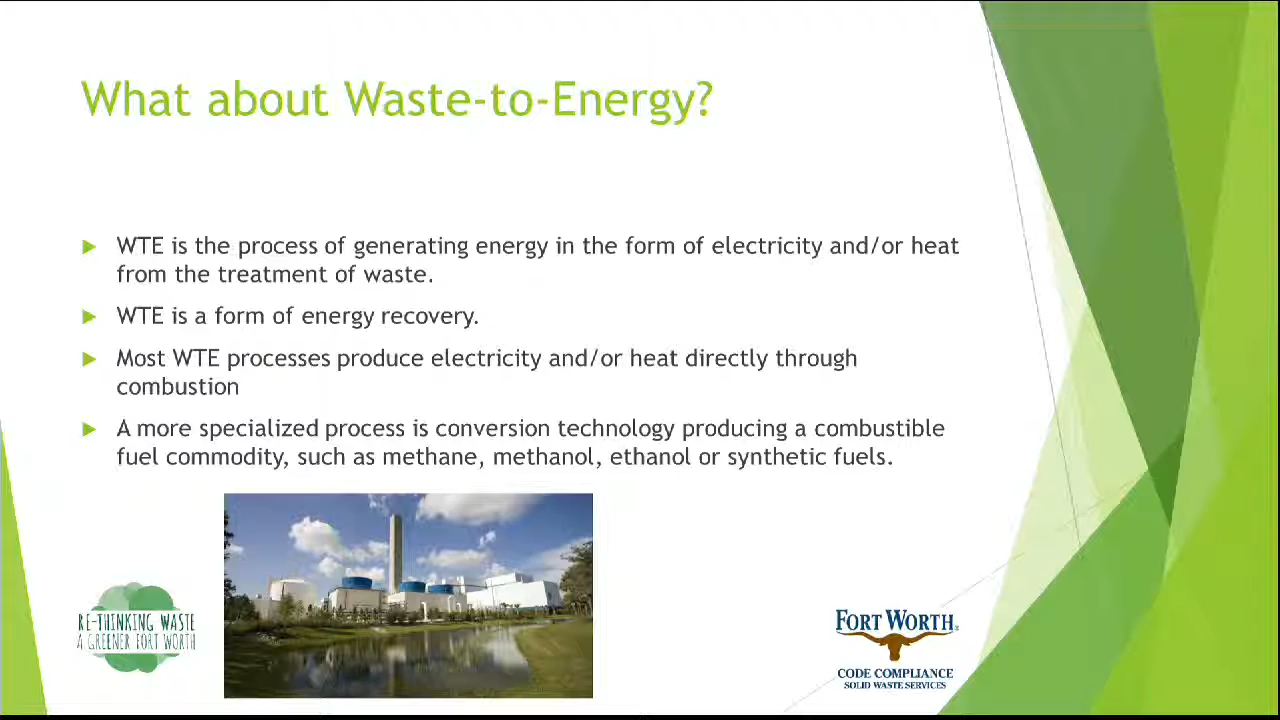 What about Waste-to-Energy?
WTE is the process of generating energy in the form of electricity and/or heat
from the treatment of waste.
WTE is a form of energy recovery.
Most WTE processes produce electricity and/or heat directly through
combustion
A more specialized process is conversion technology producing a combustible
fuel commodity, such as methane, methanol, ethanol or synthetic fuels.
RE-THINKING WASTE
A GREENER FORT WORTH
FORT WORTH®
CODE COMPLIANCE
SOLID WASTE SERVICES